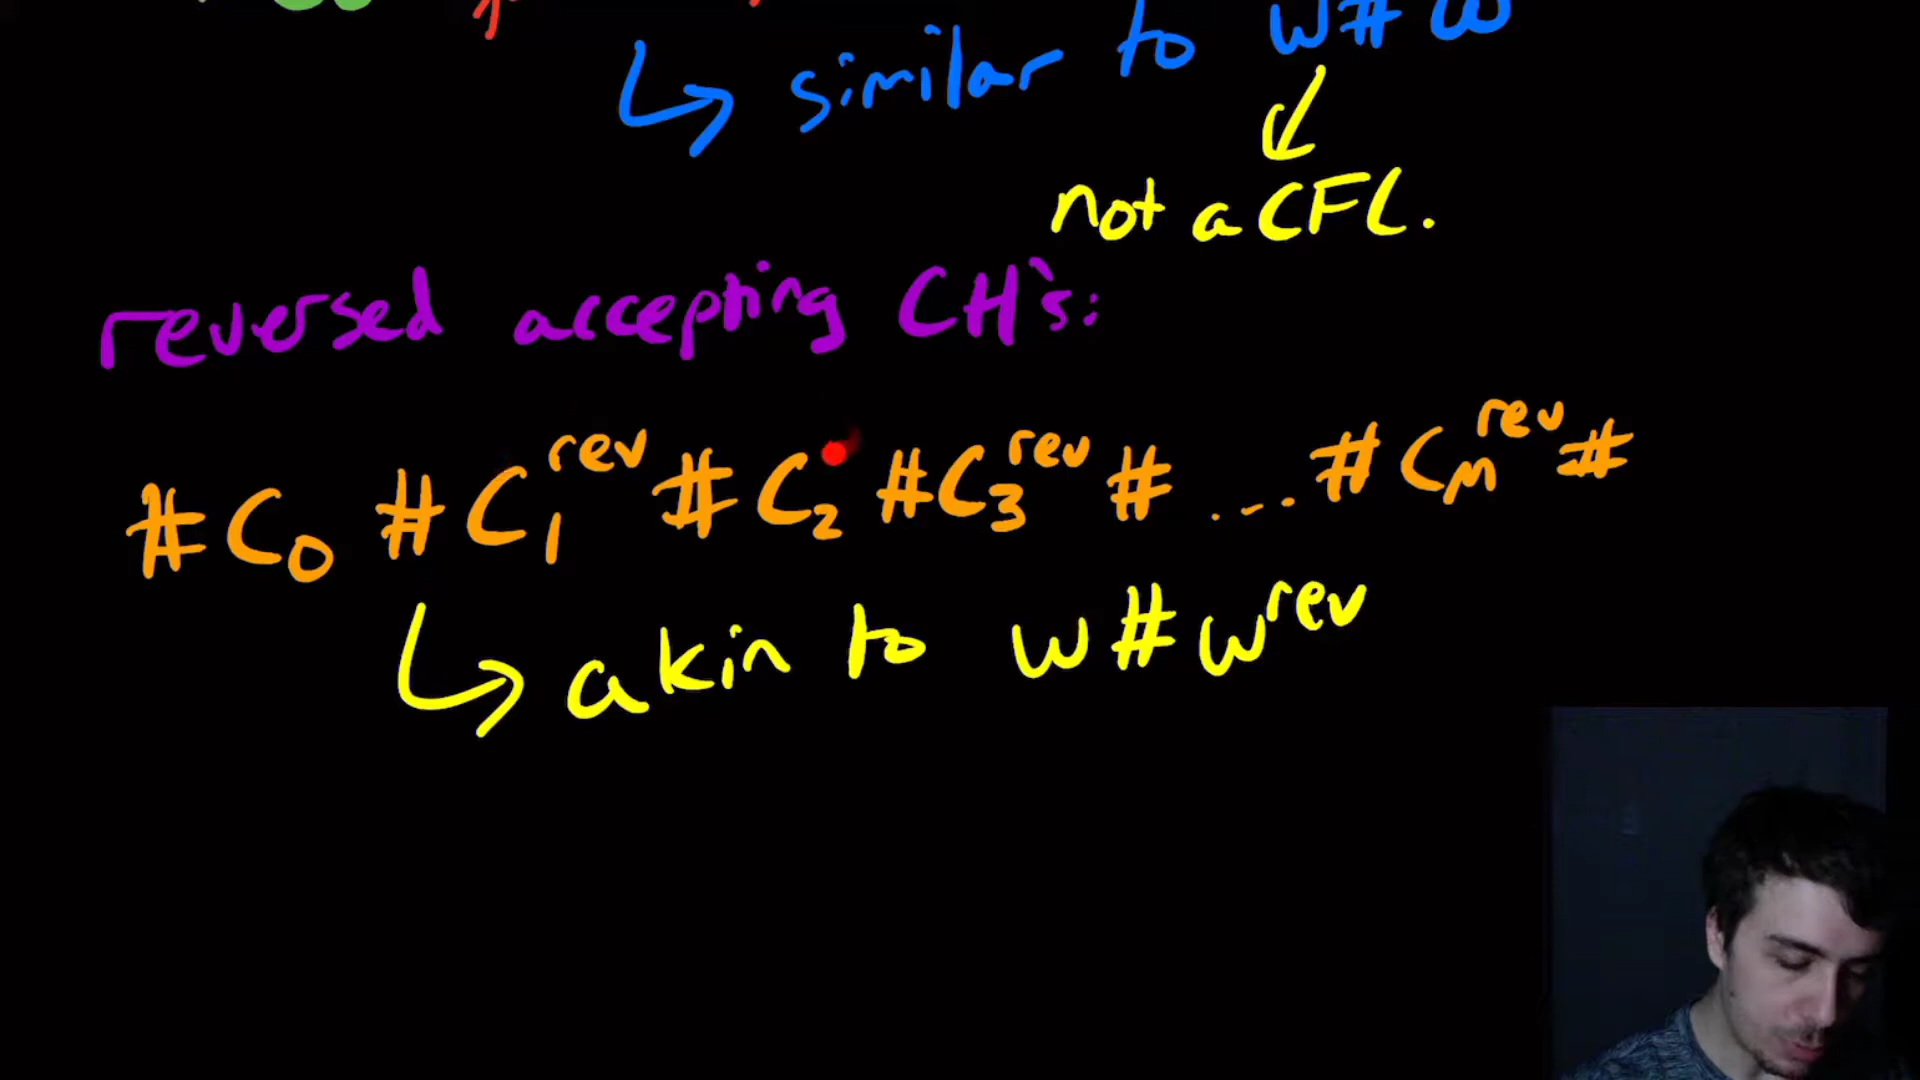 similar to w#w
not a CFL.
reversed accepting CH's:
#C₀ #C₁ʳᵉᵛ #C₂ #C₃ʳᵉᵛ # ... #Cₘʳᵉᵛ#
akin to w#wʳᵉᵛ